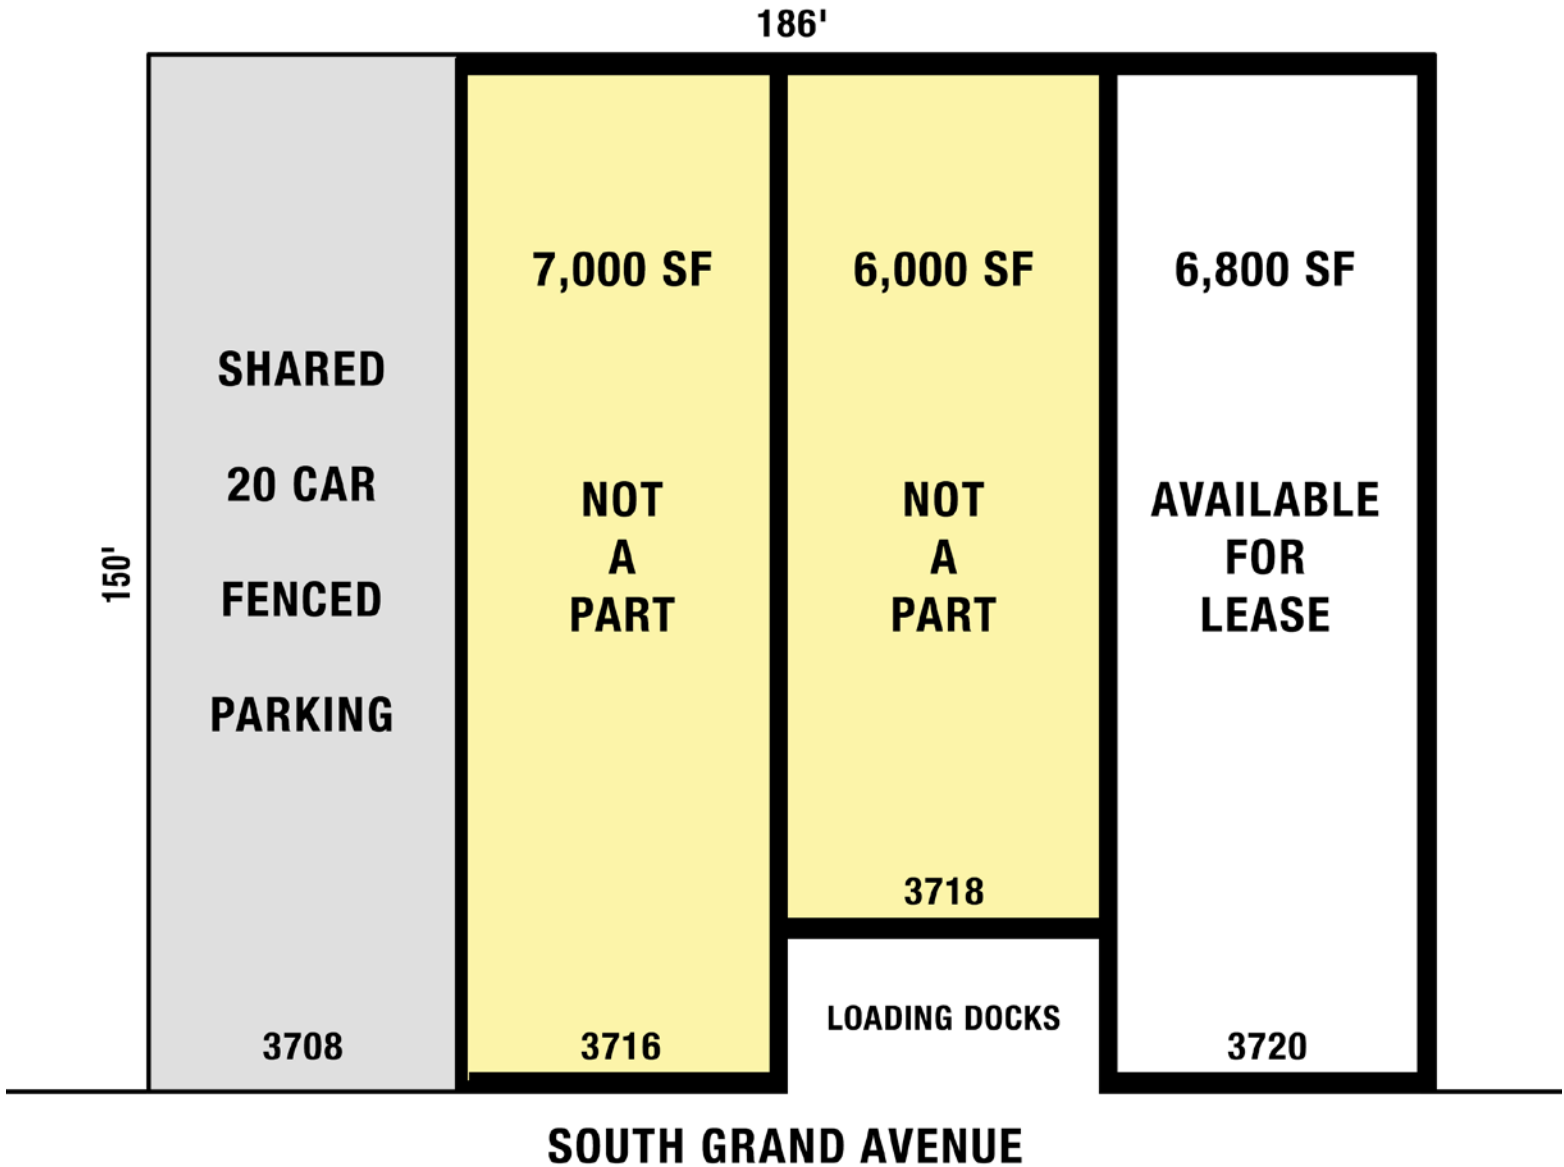 186'
150'
SHARED
20 CAR
FENCED
PARKING
3708
7,000 SF
NOT
A
PART
3716
6,000 SF
NOT
A
PART
3718
LOADING DOCKS
6,800 SF
AVAILABLE
FOR
LEASE
3720
SOUTH GRAND AVENUE